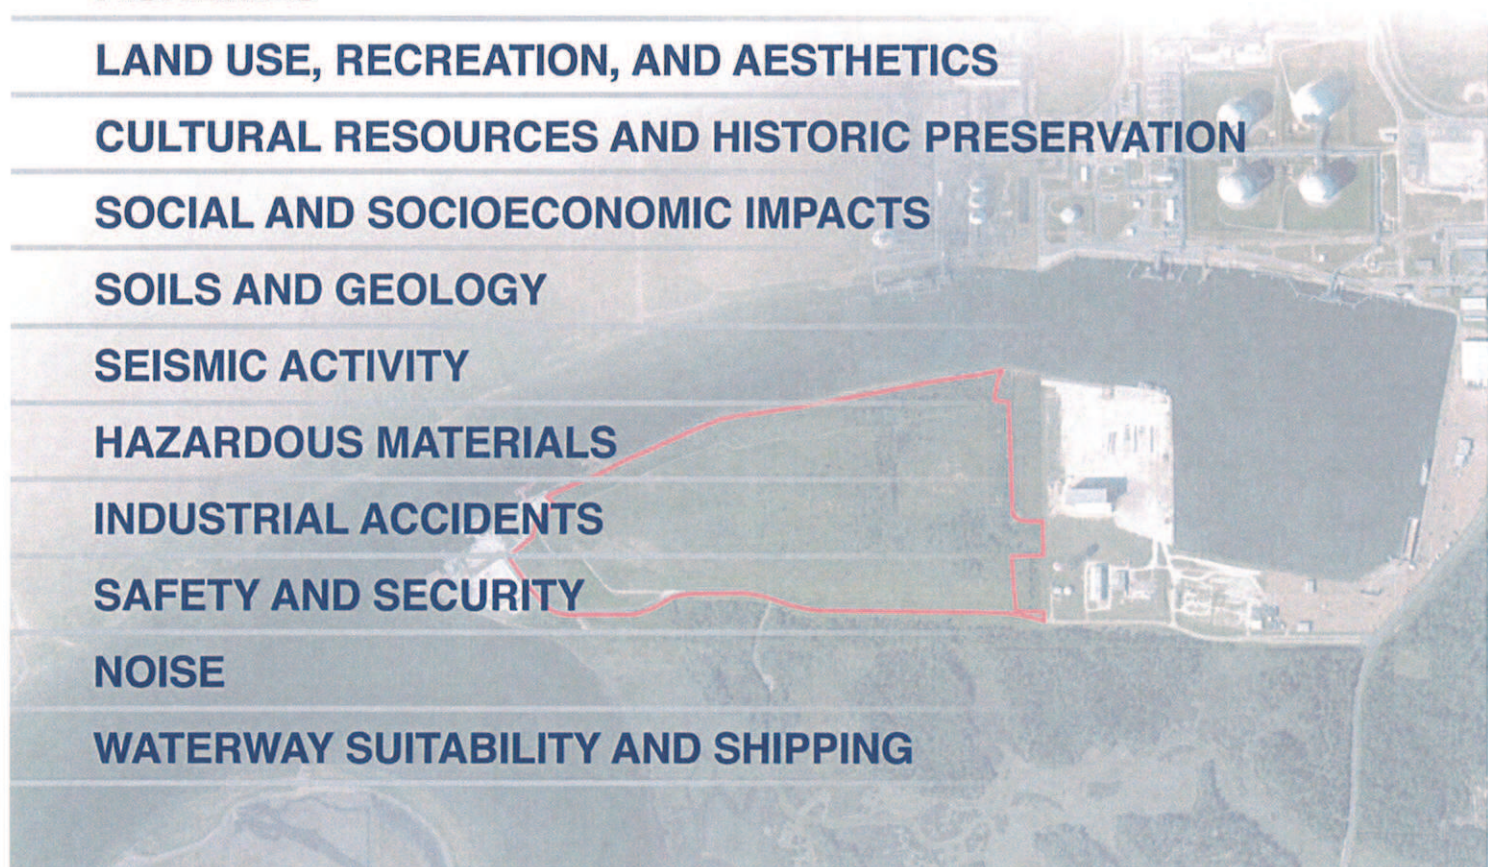 LAND USE, RECREATION, AND AESTHETICS
CULTURAL RESOURCES AND HISTORIC PRESERVATION
SOCIAL AND SOCIOECONOMIC IMPACTS
SOILS AND GEOLOGY
SEISMIC ACTIVITY
HAZARDOUS MATERIALS
INDUSTRIAL ACCIDENTS
SAFETY AND SECURITY
NOISE
WATERWAY SUITABILITY AND SHIPPING